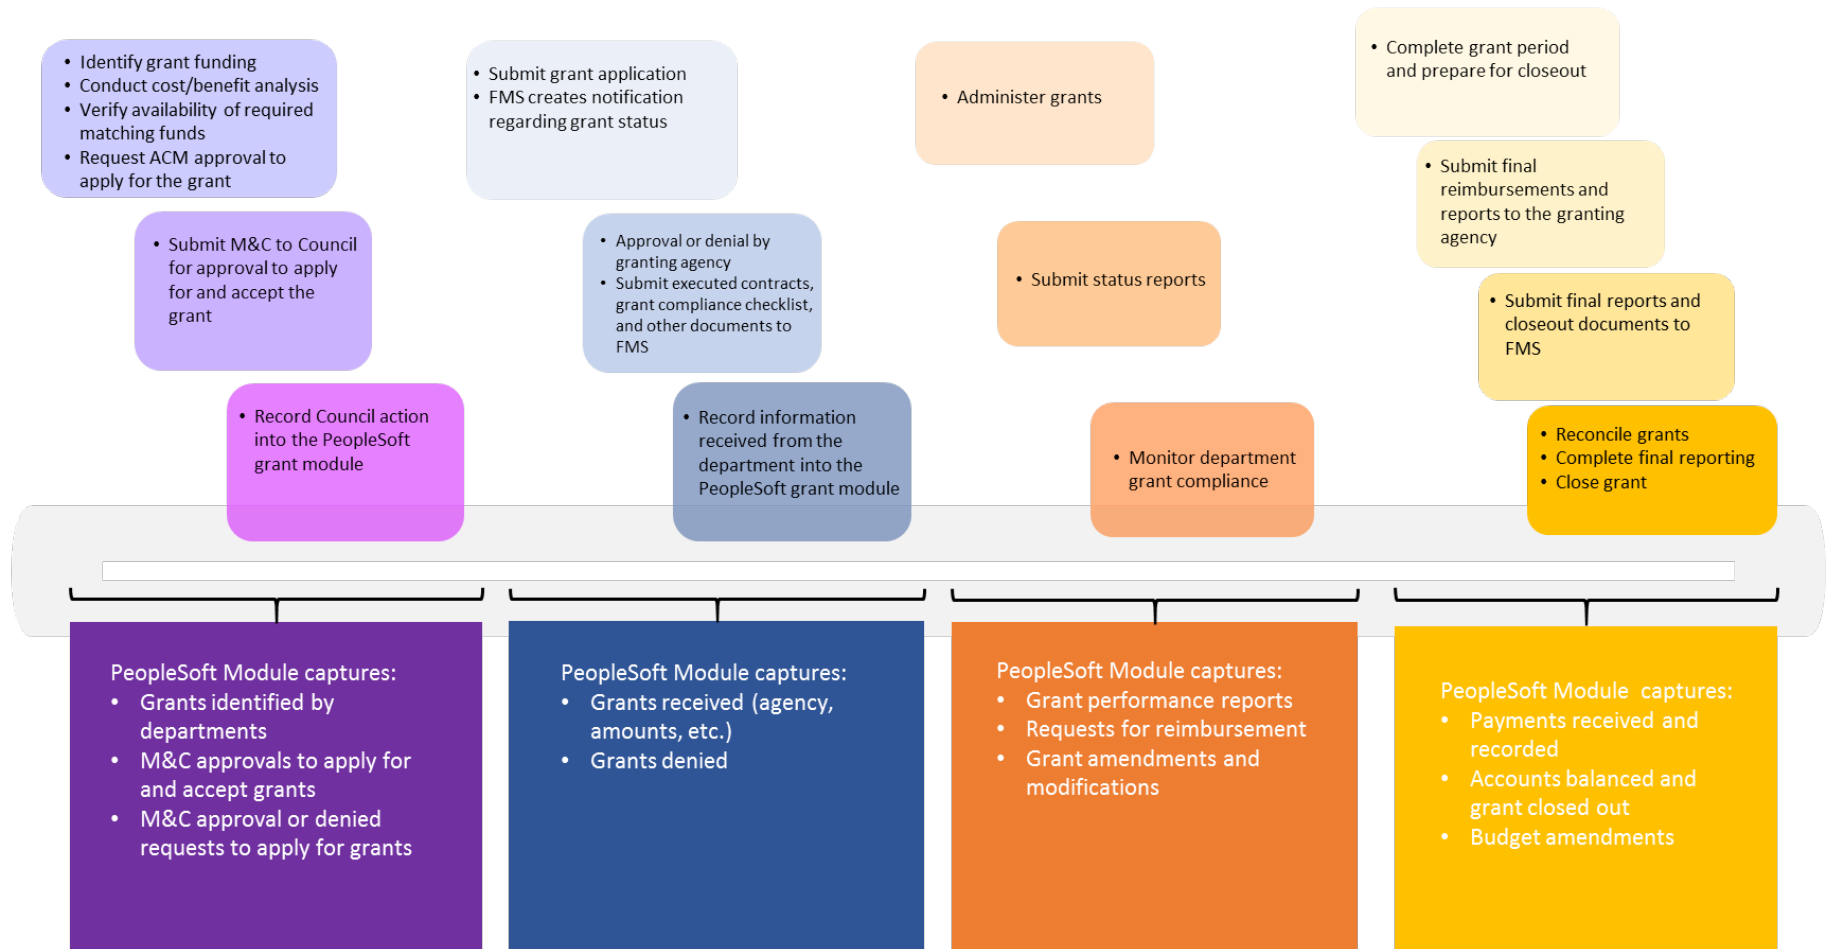 • Identify grant funding
• Conduct cost/benefit analysis
• Verify availability of required
matching funds
• Request ACM approval to
apply for the grant
• Submit M&C to Council
for approval to apply
for and accept the
grant
• Record Council action
into the PeopleSoft
grant module
• Submit grant application
• FMS creates notification
regarding grant status
• Approval or denial by
granting agency
• Submit executed contracts,
grant compliance checklist,
and other documents to
FMS
• Record information
received from the
department into the
PeopleSoft grant module
• Administer grants
• Submit status reports
• Monitor department
grant compliance
• Complete grant period
and prepare for closeout
• Submit final
reimbursements and
reports to the granting
agency
• Submit final reports and
closeout documents to
FMS
• Reconcile grants
• Complete final reporting
• Close grant
PeopleSoft Module captures:
• Grants identified by
departments
• M&C approvals to apply for
and accept grants
• M&C approval or denied
requests to apply for grants
PeopleSoft Module captures:
• Grants received (agency,
amounts, etc.)
• Grants denied
PeopleSoft Module captures:
• Grant performance reports
• Requests for reimbursement
• Grant amendments and
modifications
PeopleSoft Module captures:
• Payments received and
recorded
• Accounts balanced and
grant closed out
• Budget amendments